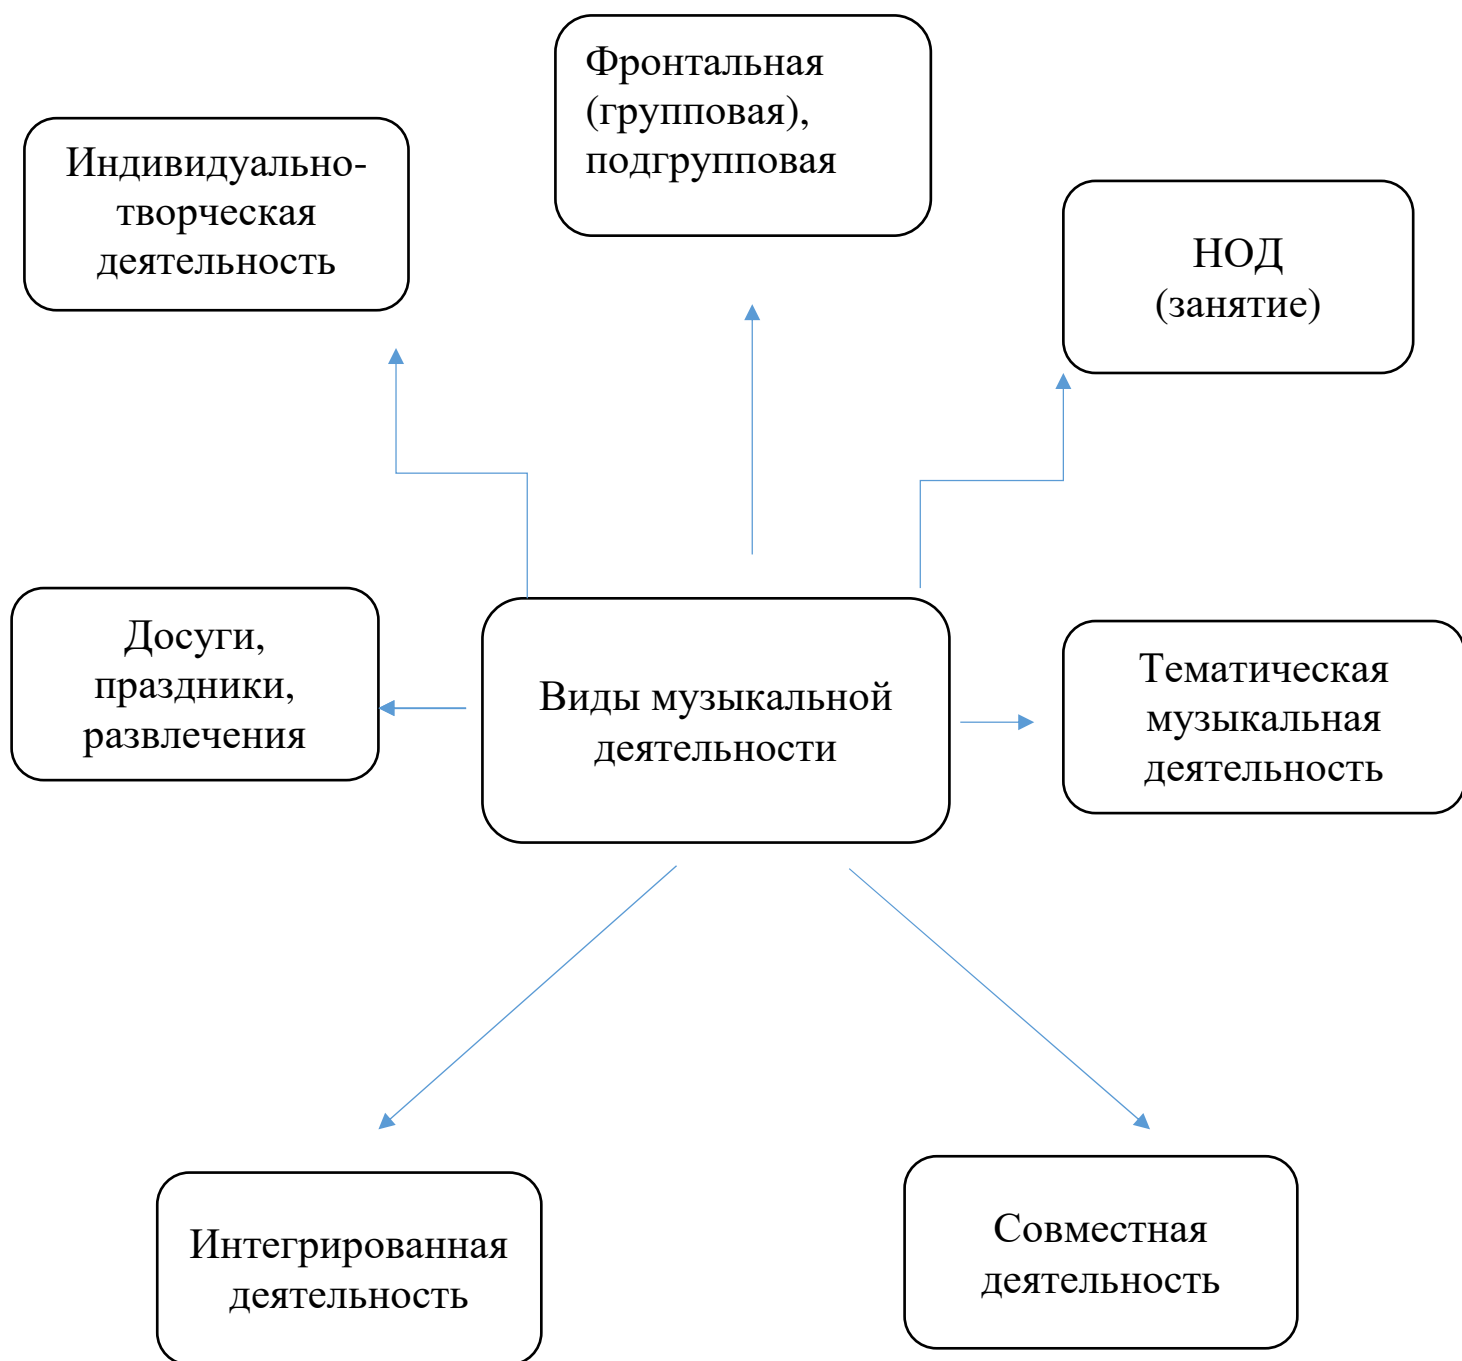 Фронтальная
(групповая),
подгрупповая
Индивидуально-
творческая
деятельность
НОД
(занятие)
Досуги,
праздники,
развлечения
Виды музыкальной
деятельности
Тематическая
музыкальная
деятельность
Интегрированная
деятельность
Совместная
деятельность